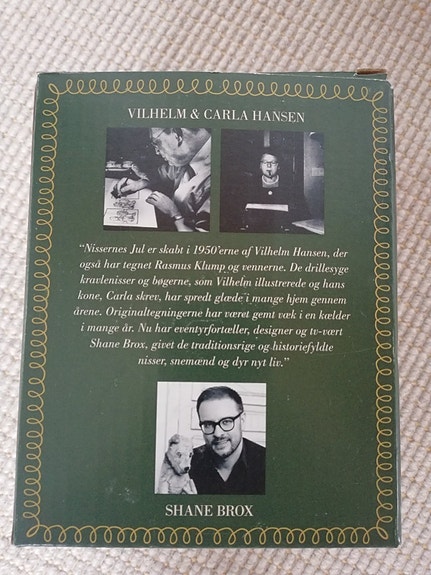 VILHELM & CARLA HANSEN
“Nissernes Jul er skabt i 1950’erne af Vilhelm Hansen, der
også har tegnet Rasmus Klump og vennerne. De drillesyge
kravlenisser og bøgerne, som Vilhelm illustrerede og hans
kone, Carla skrev, har spredt glæde i mange hjem gennem
årene. Originaltegningerne har været gemt væk i en kælder
i mange år. Nu har eventyrfortæller, designer og tv-vært
Shane Brox, givet de traditionsrige og historiefyldte
nisser, snemænd og dyr nyt liv.”
SHANE BROX